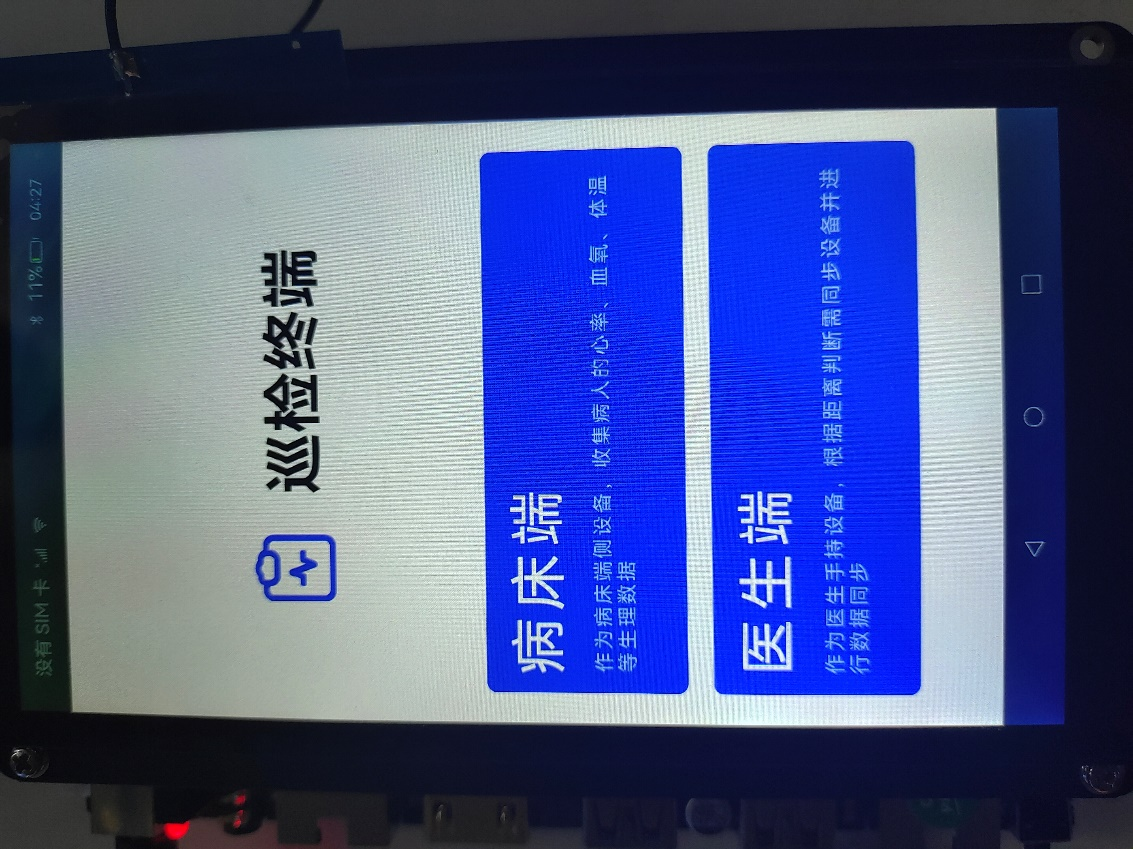 没有 SIM 卡
11% 04:27
巡检终端
病床端
作为病床端侧设备，收集病人的心率、血氧、体温
等生理数据
医生端
作为医生手持设备，根据距离判断需同步设备并进
行数据同步